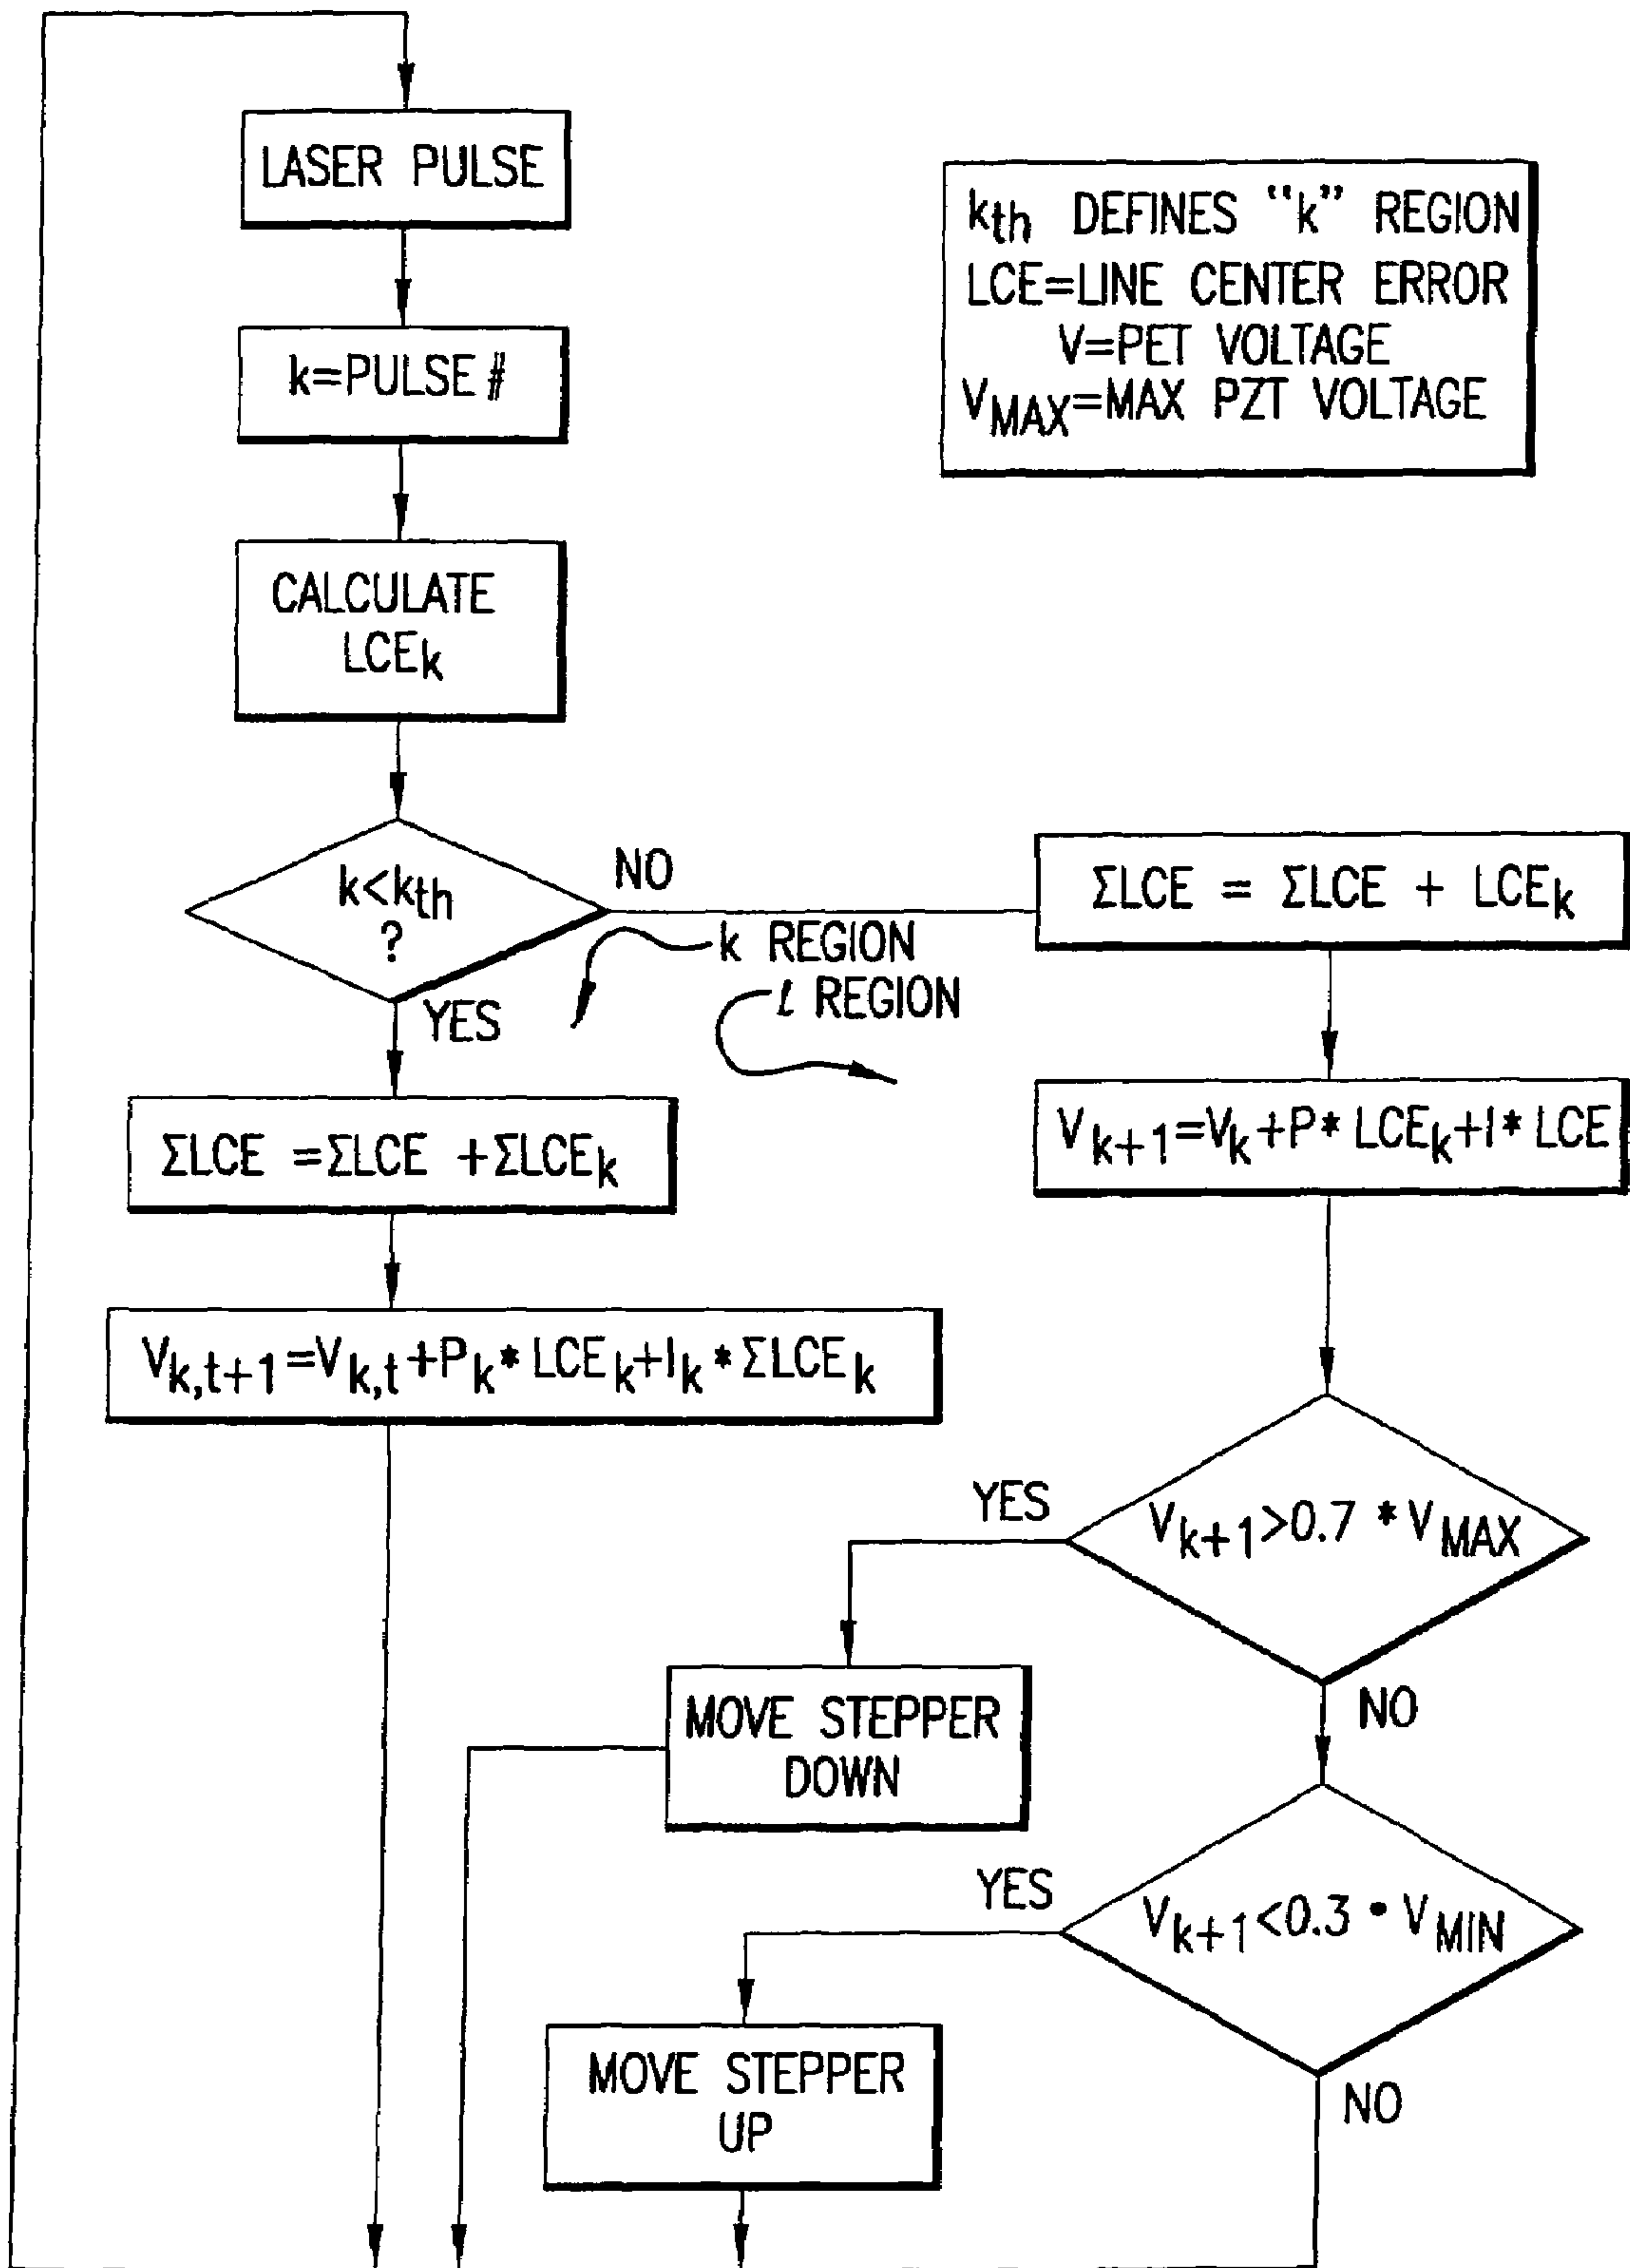 LASER PULSE
k=PULSE #
CALCULATE
LCEk
kth DEFINES “k” REGION
LCE=LINE CENTER ERROR
V=PET VOLTAGE
VMAX=MAX PZT VOLTAGE
k<kth
?
NO
YES
k REGION
l REGION
ΣLCE =ΣLCE +ΣLCEk
Vk,t+1=Vk,t+Pk* LCEk+Ik*ΣLCEk
ΣLCE = ΣLCE + LCEk
Vk+1=Vk+P* LCEk+I* LCE
Vk+1>0.7 *VMAX
YES
NO
MOVE STEPPER
DOWN
Vk+1<0.3 • VMIN
YES
NO
MOVE STEPPER
UP